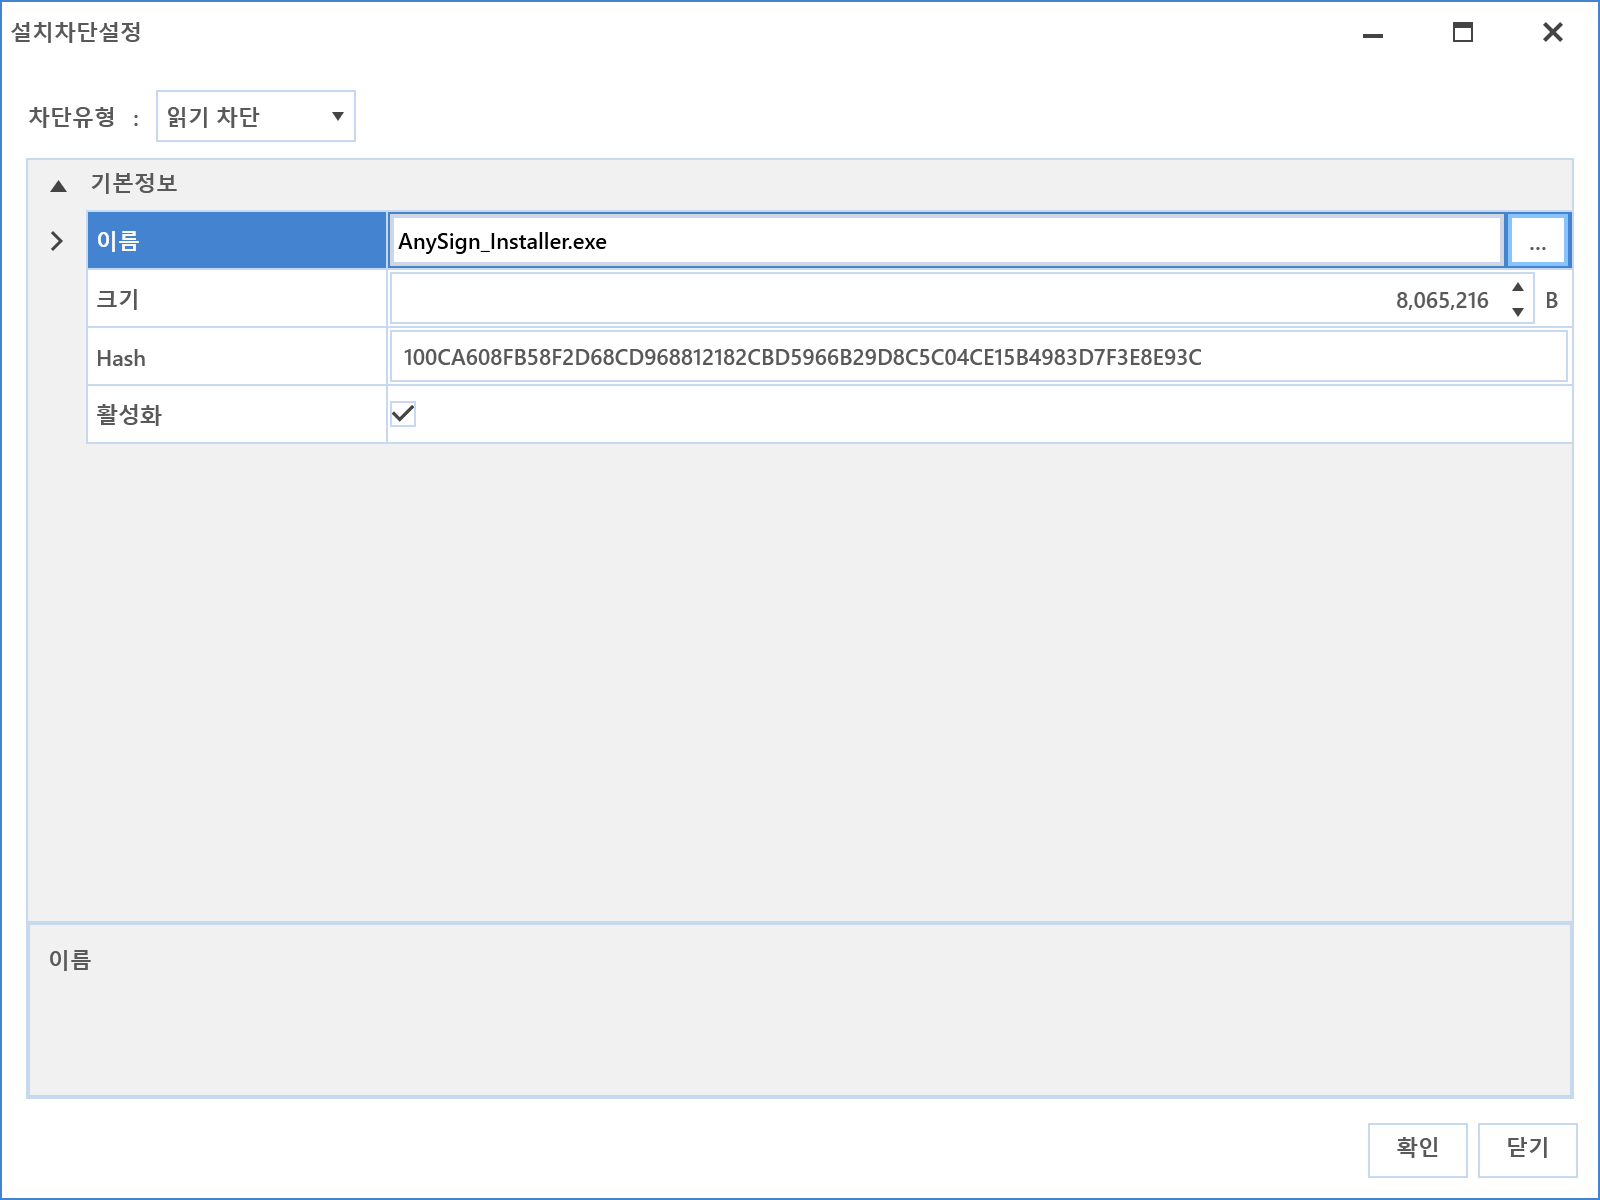 설치차단설정
차단유형 : 읽기 차단
기본정보
이름 AnySign_Installer.exe ...
크기 8,065,216 B
Hash 100CA608FB58F2D68CD968812182CBD5966B29D8C5C04CE15B4983D7F3E8E93C
활성화
이름
확인 닫기